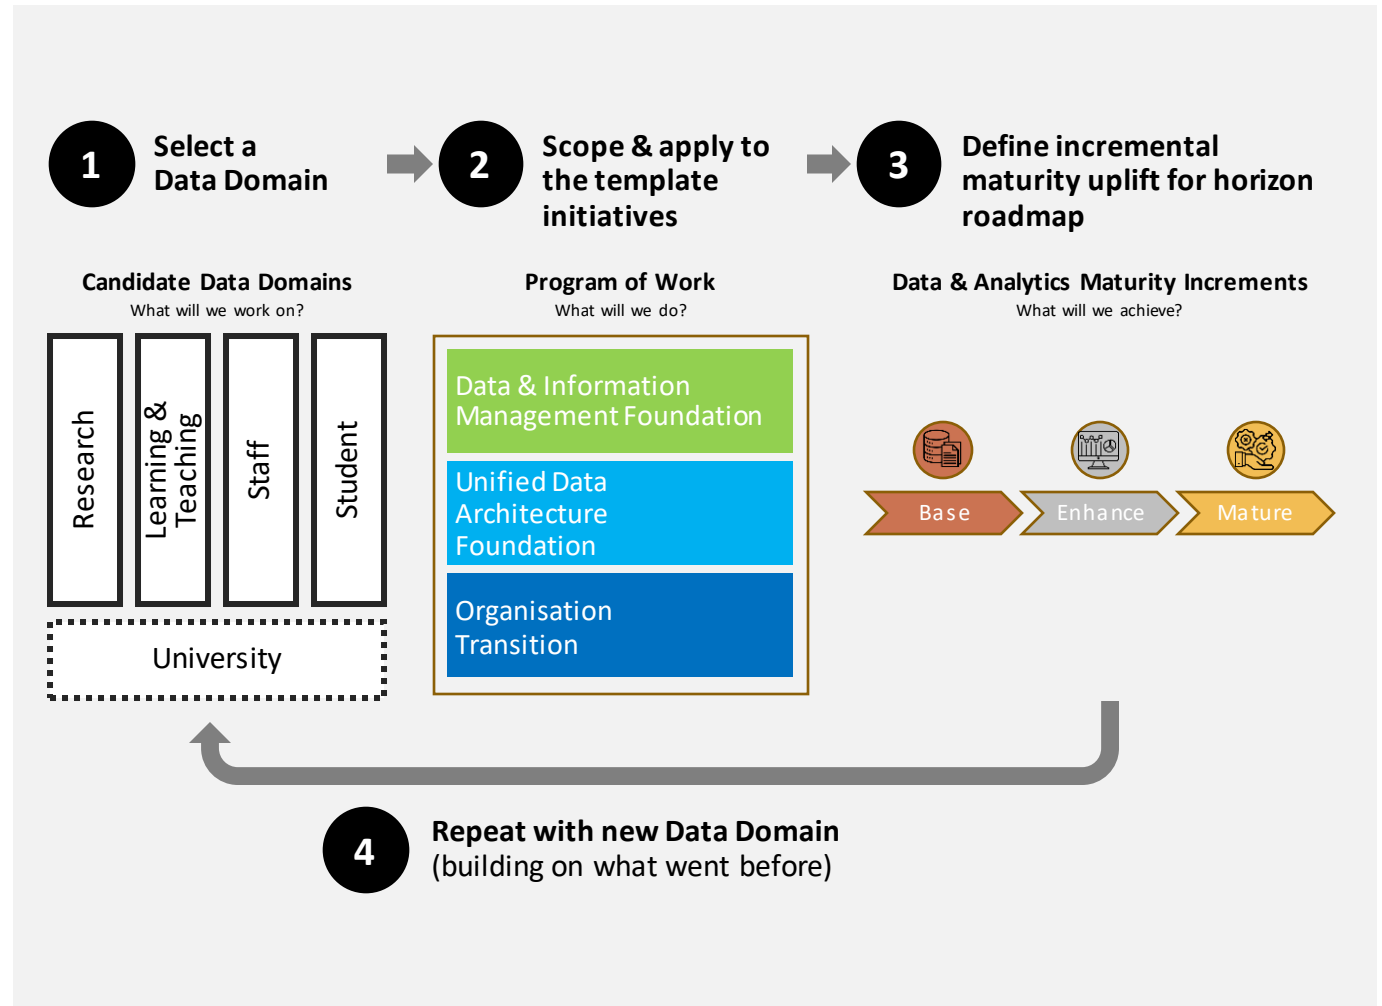 1
Select a
Data Domain
2
Scope & apply to
the template
initiatives
3
Define incremental
maturity uplift for horizon
roadmap
Candidate Data Domains
What will we work on?
Research
Learning &
Teaching
Staff
Student
University
Program of Work
What will we do?
Data & Information
Management Foundation
Unified Data
Architecture
Foundation
Organisation
Transition
Data & Analytics Maturity Increments
What will we achieve?
Base
Enhance
Mature
4
Repeat with new Data Domain
(building on what went before)